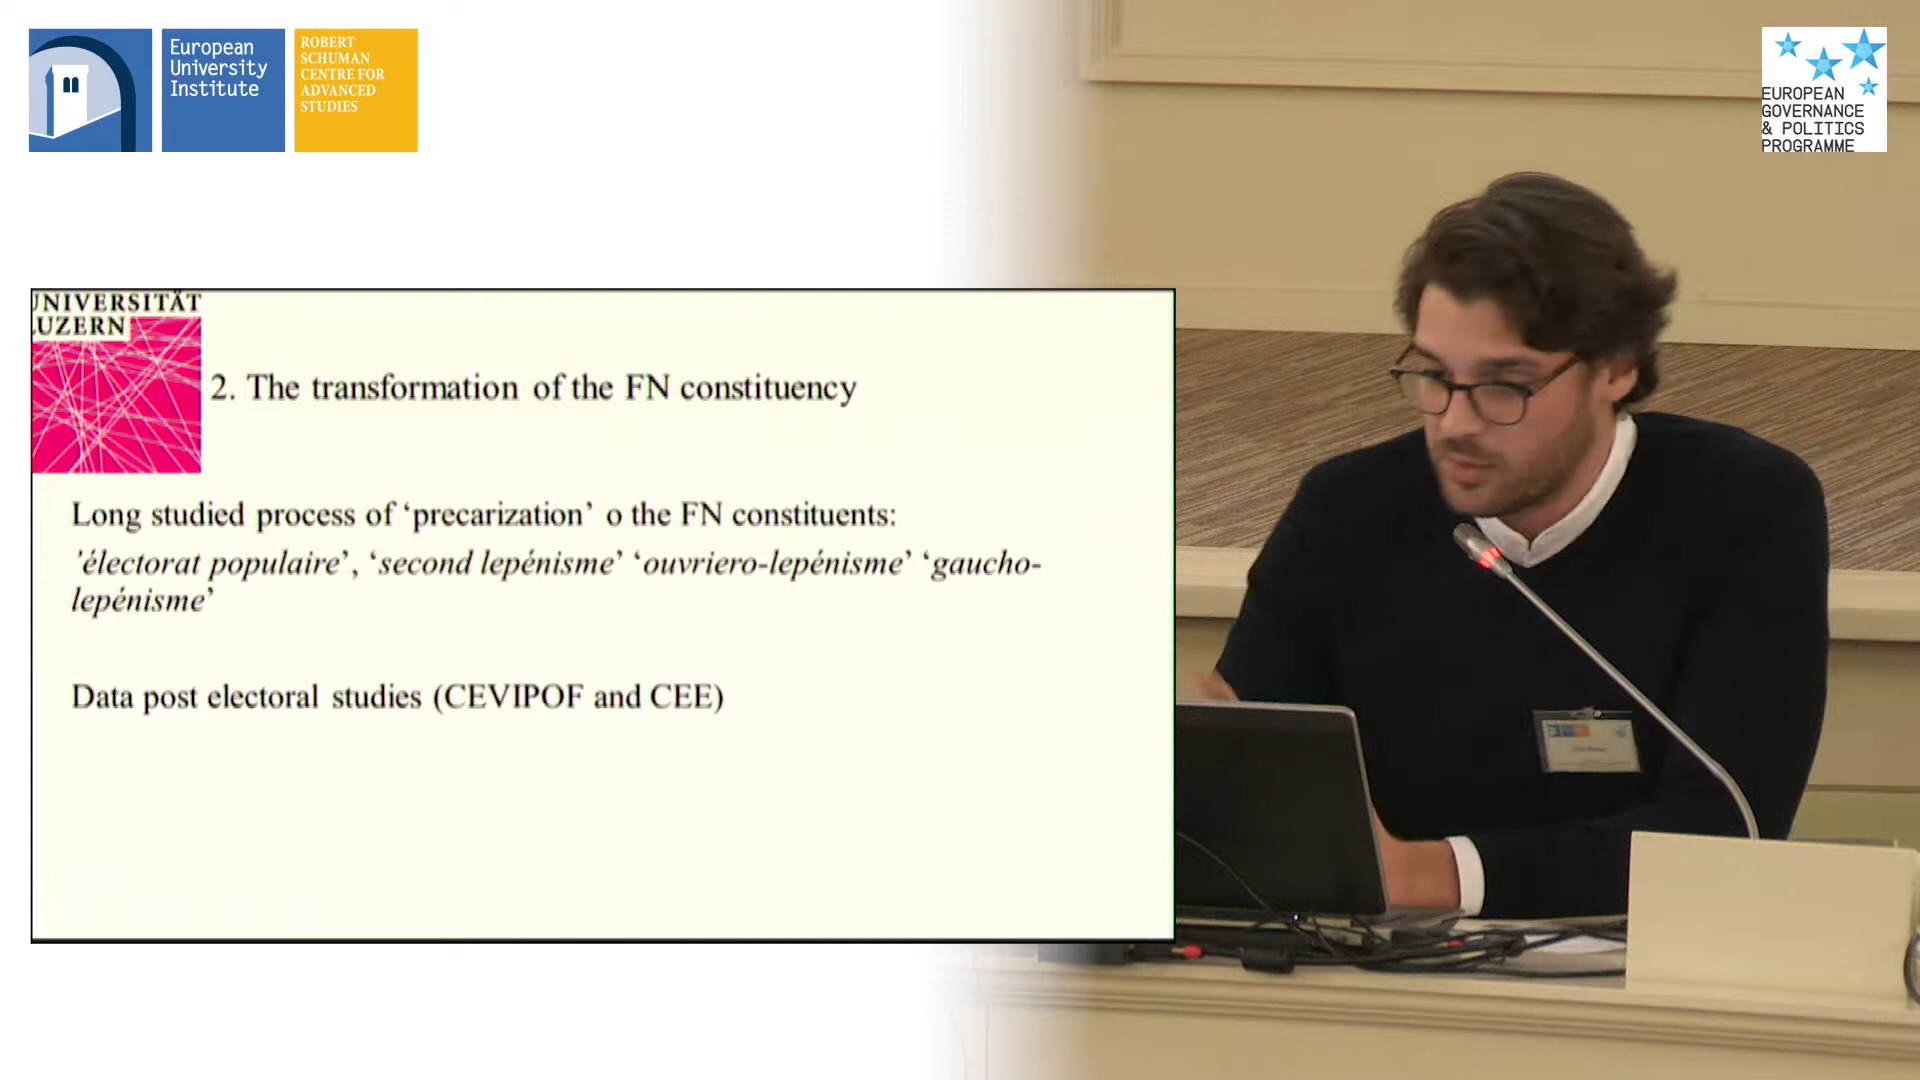 European
University
Institute
ROBERT
SCHUMAN
CENTRE FOR
ADVANCED
STUDIES
EUROPEAN
GOVERNANCE
& POLITICS
PROGRAMME
UNIVERSITÄT
LUZERN
2. The transformation of the FN constituency
Long studied process of ‘precarization’ o the FN constituents:
'électorat populaire’, ‘second lepénisme’ ‘ouvriero-lepénisme’ ‘gaucho-
lepénisme’
Data post electoral studies (CEVIPOF and CEE)